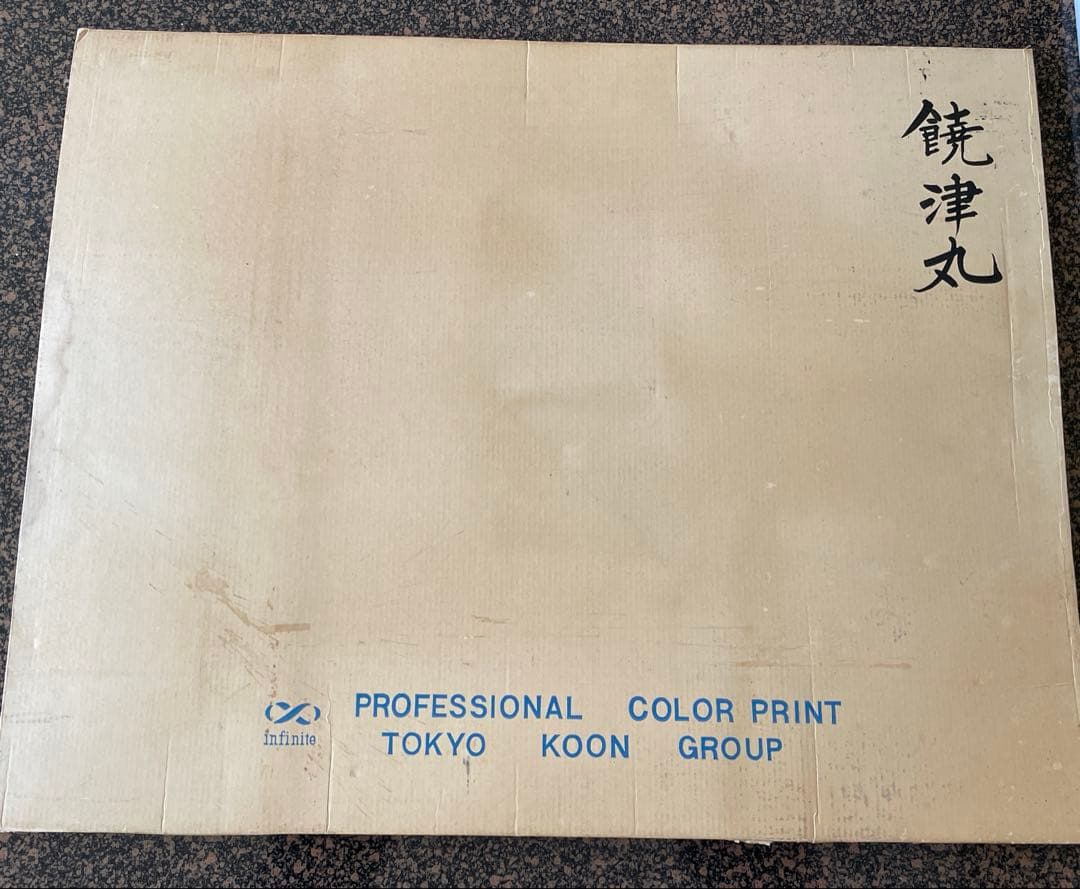 饒津丸
infinite
PROFESSIONAL COLOR PRINT
TOKYO KOON GROUP